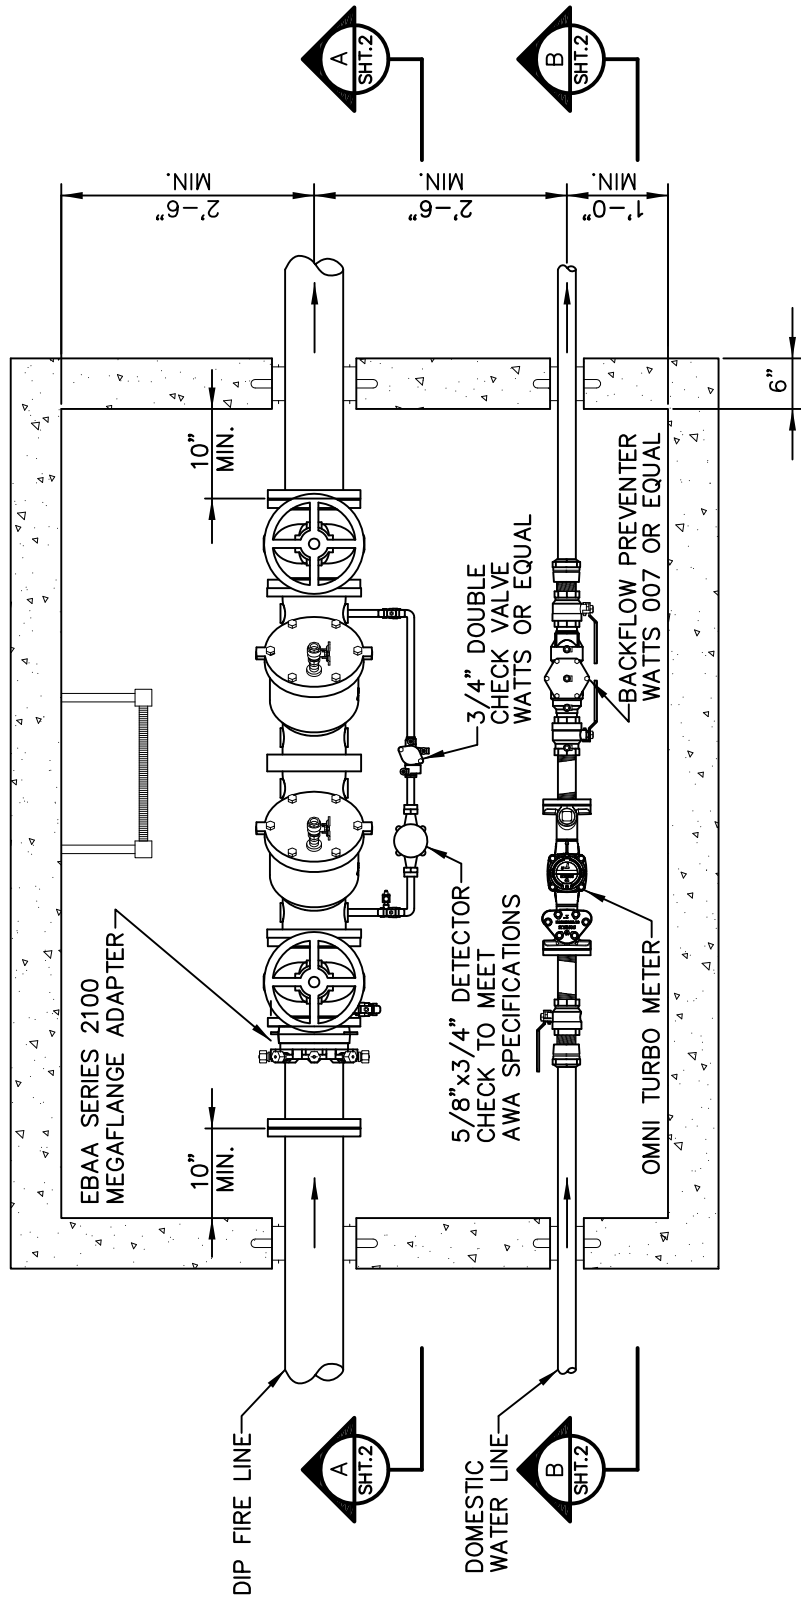 A
SHT.2
B
SHT.2
2'-6"
MIN.
2'-6"
MIN.
1'-0"
MIN.
6"
10"
MIN.
3/4" DOUBLE
CHECK VALVE
WATTS OR EQUAL
BACKFLOW PREVENTER
WATTS 007 OR EQUAL
EBAA SERIES 2100
MEGAFLANGE ADAPTER
10"
MIN.
5/8"x3/4" DETECTOR
CHECK TO MEET
AWA SPECIFICATIONS
OMNI TURBO METER
DIP FIRE LINE
A
SHT.2
DOMESTIC
WATER LINE
B
SHT.2